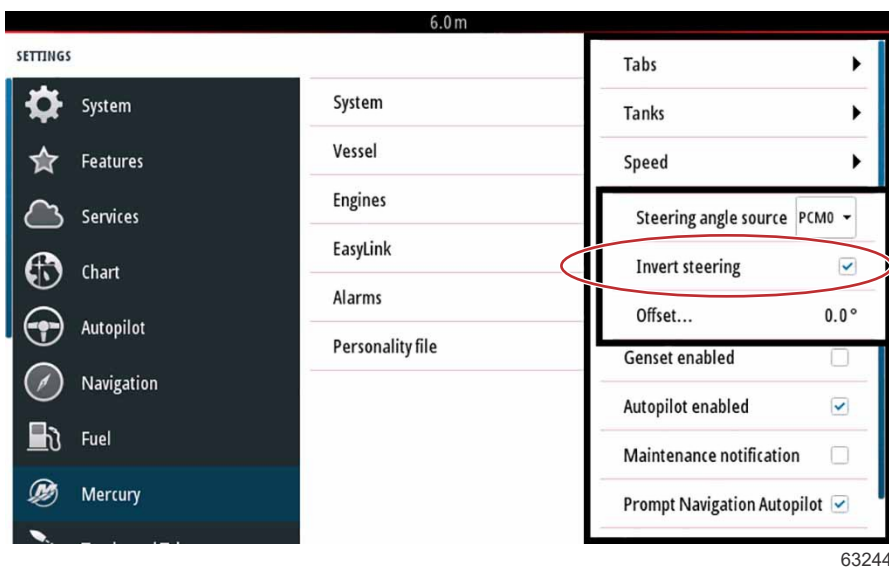 6.0 m
SETTINGS
System
Features
Services
Chart
Autopilot
Navigation
Fuel
Mercury
System
Vessel
Engines
EasyLink
Alarms
Personality file
Tabs
Tanks
Speed
Steering angle source PCM0
Invert steering
Offset... 0.0°
Genset enabled
Autopilot enabled
Maintenance notification
Prompt Navigation Autopilot
63244